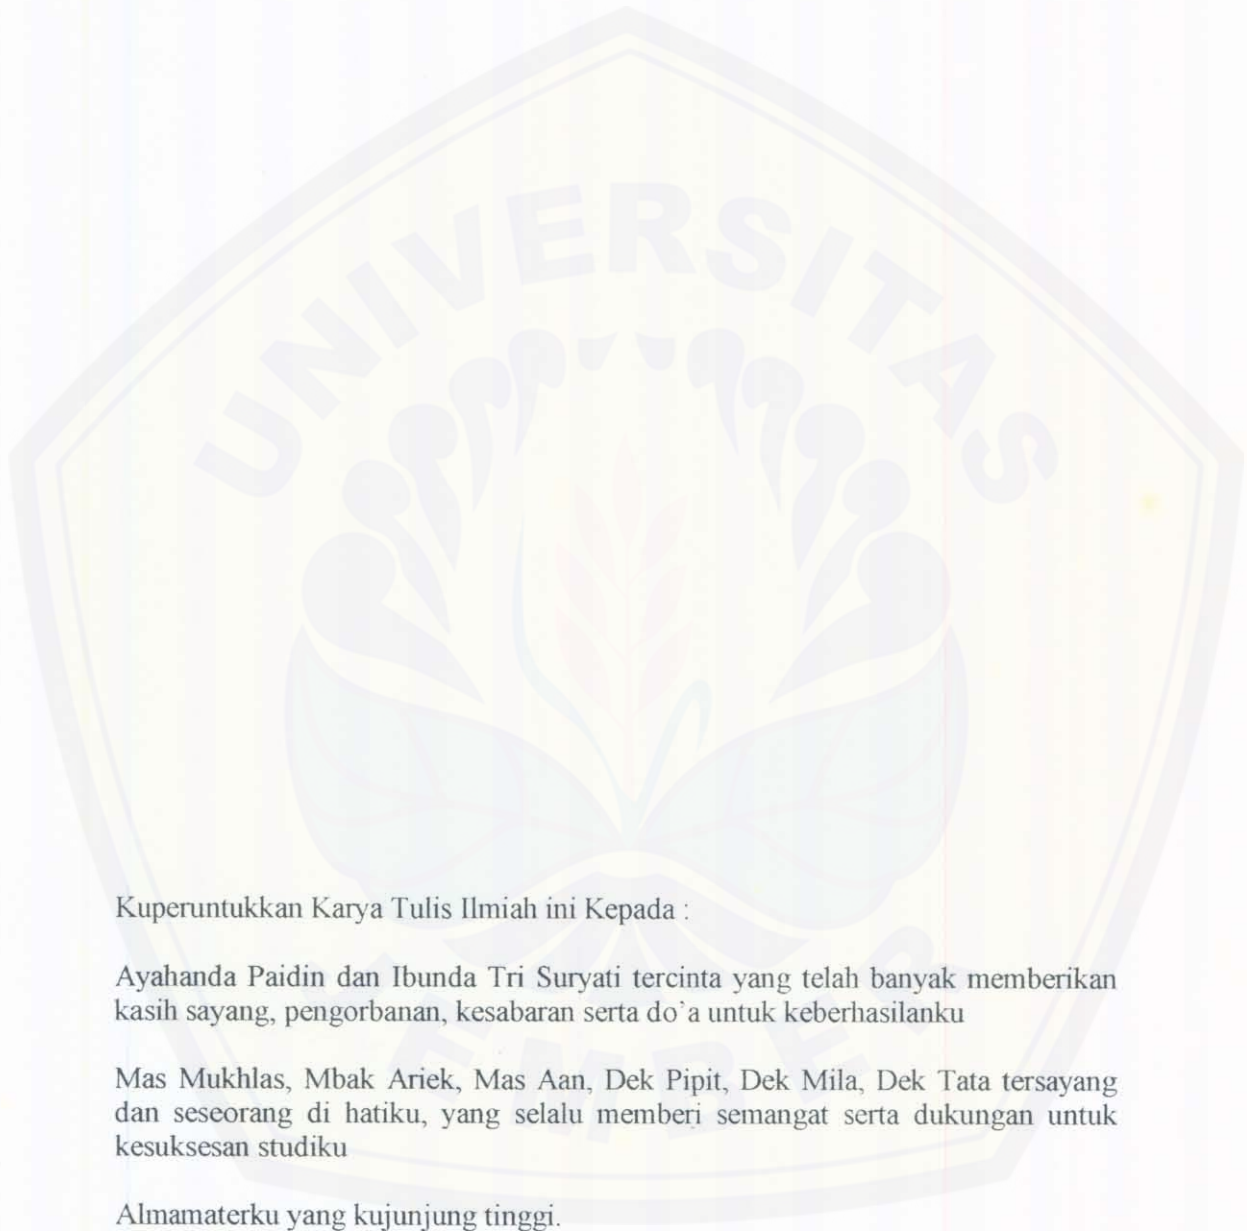 UNIVERSITAS
Kuperuntukkan Karya Tulis Ilmiah ini Kepada :
Ayahanda Paidin dan Ibunda Tri Suryati tercinta yang telah banyak memberikan
kasih sayang, pengorbanan, kesabaran serta do`a untuk keberhasilanku
Mas Mukhlas, Mbak Ariek, Mas Aan, Dek Pipit, Dek Mila, Dek Tata tersayang
dan seseorang di hatiku, yang selalu memberi semangat serta dukungan untuk
kesuksesan studiku
Almamaterku yang kujunjung tinggi.
JEMBER